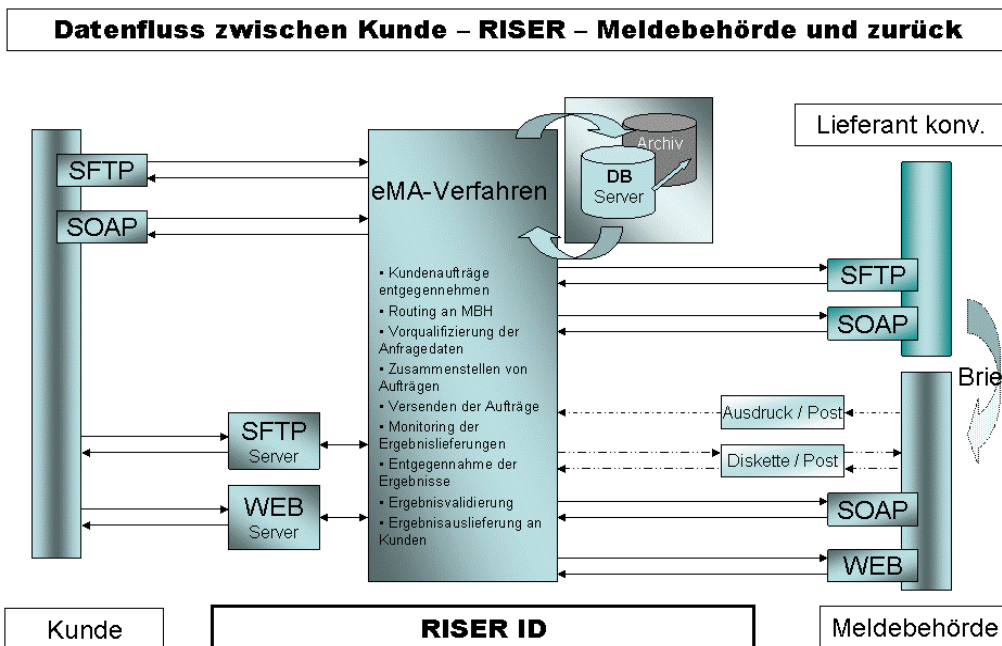 Datenfluss zwischen Kunde – RISER – Meldebehörde und zurück
Lieferant konv.
Archiv
DB
Server
SFTP
SOAP
eMA-Verfahren
▪ Kundenaufträge
entgegennehmen
▪ Routing an MBH
▪ Vorqualifizierung der
Anfragedaten
▪ Zusammenstellen von
Aufträgen
▪ Versenden der Aufträge
▪ Monitoring der
Ergebnislieferungen
▪ Entgegennahme der
Ergebnisse
▪ Ergebnisvalidierung
▪ Ergebnisauslieferung an
Kunden
SFTP
SOAP
Brie
Ausdruck / Post
Diskette / Post
SFTP
Server
WEB
Server
SOAP
WEB
Kunde
RISER ID
Meldebehörde